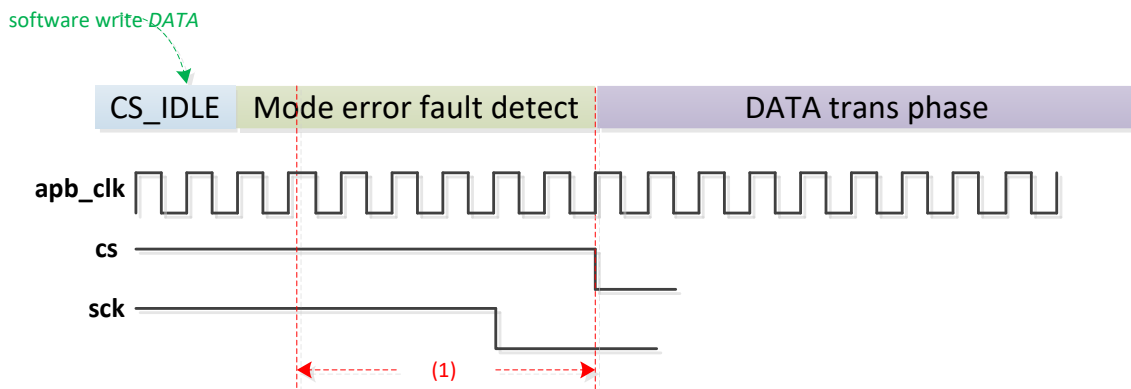 software write DATA
CS_IDLE Mode error fault detect DATA trans phase
apb_clk
cs
sck
(1)